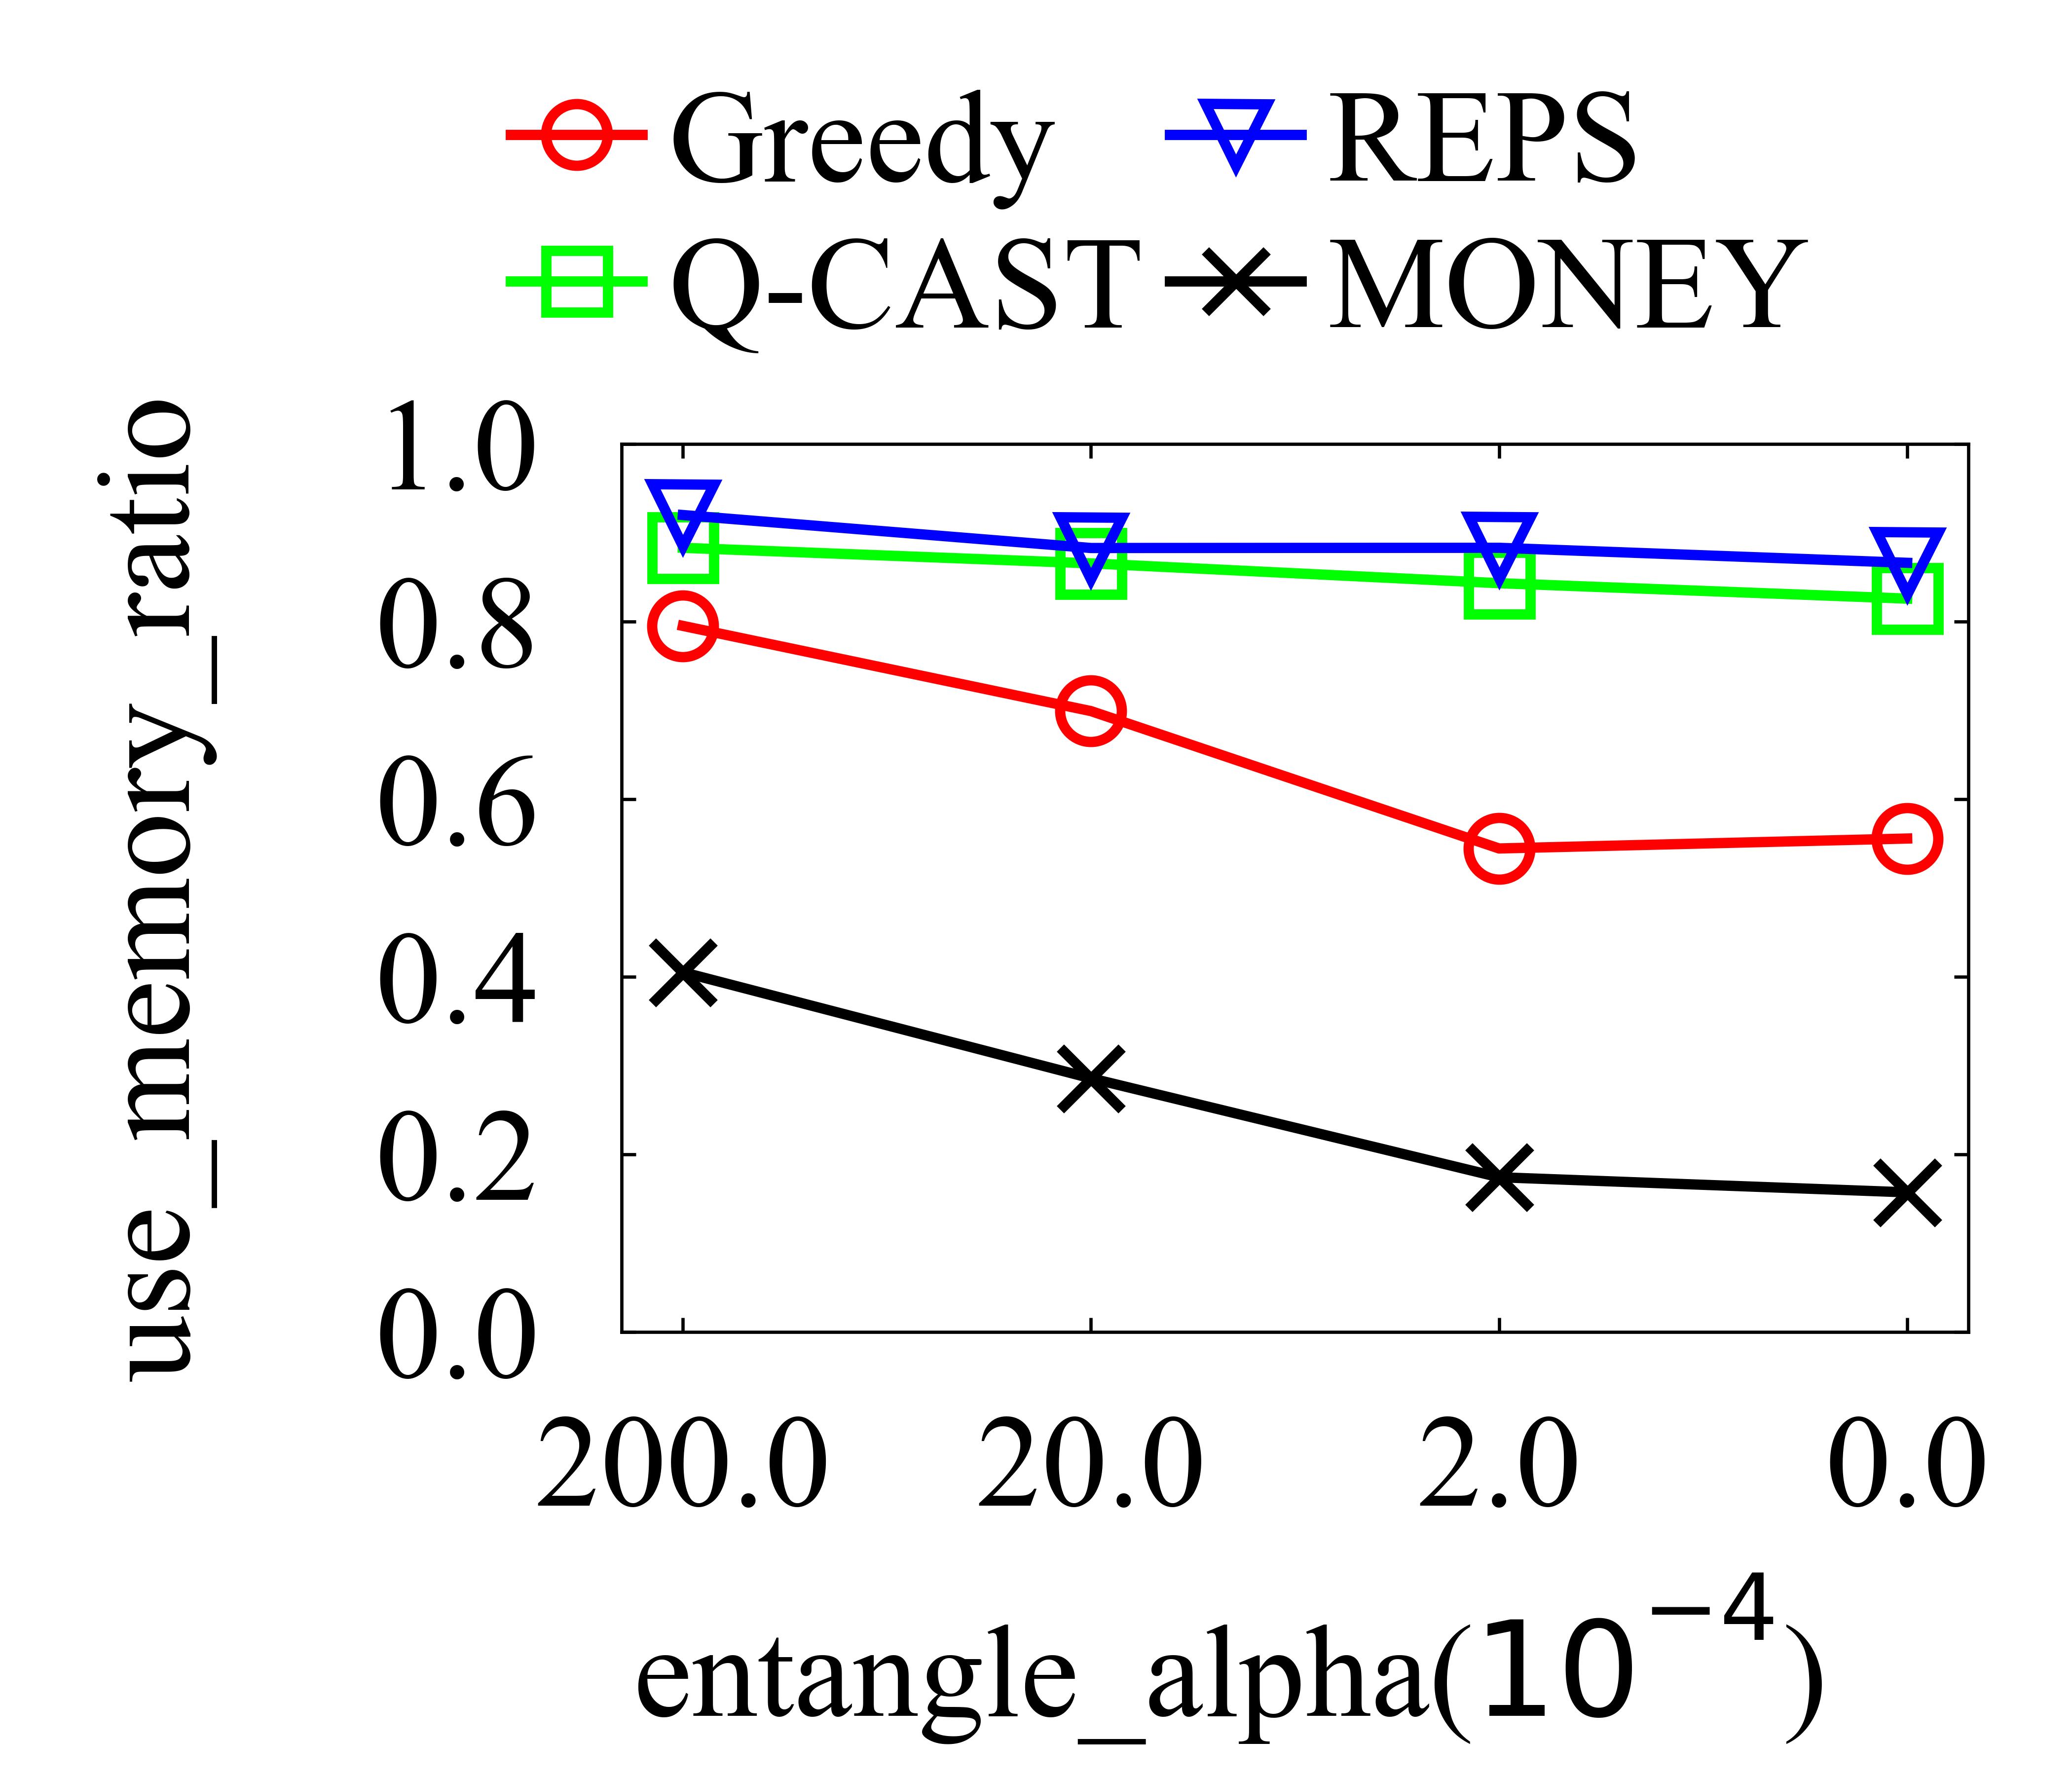 Greedy REPS
Q-CAST MONEY
use_memory_ratio
1.0
0.8
0.6
0.4
0.2
0.0
200.0 20.0 2.0 0.0
entangle_alpha(10⁻⁴)